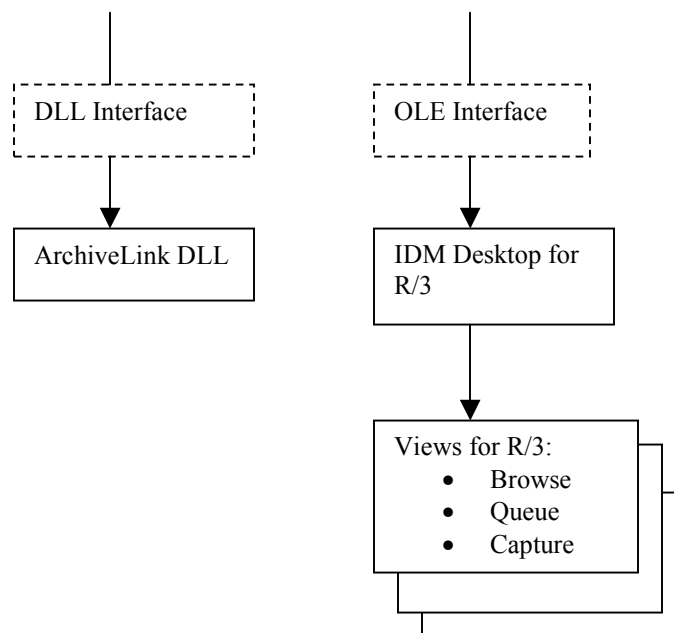 DLL Interface
OLE Interface
ArchiveLink DLL
IDM Desktop for
R/3
Views for R/3:
• Browse
• Queue
• Capture